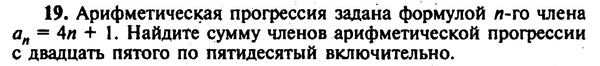 19. Арифметическая прогрессия задана формулой n-го члена
aₙ = 4n + 1. Найдите сумму членов арифметической прогрессии
с двадцать пятого по пятидесятый включительно.